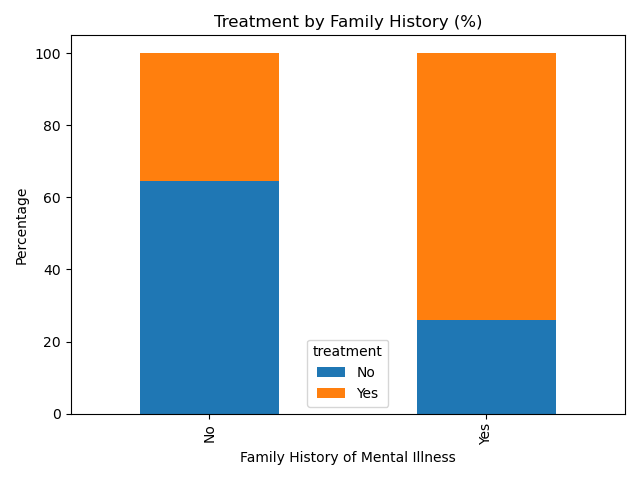 Treatment by Family History (%)
100
80
60
40
20
0
Percentage
treatment
No
Yes
No
Yes
Family History of Mental Illness